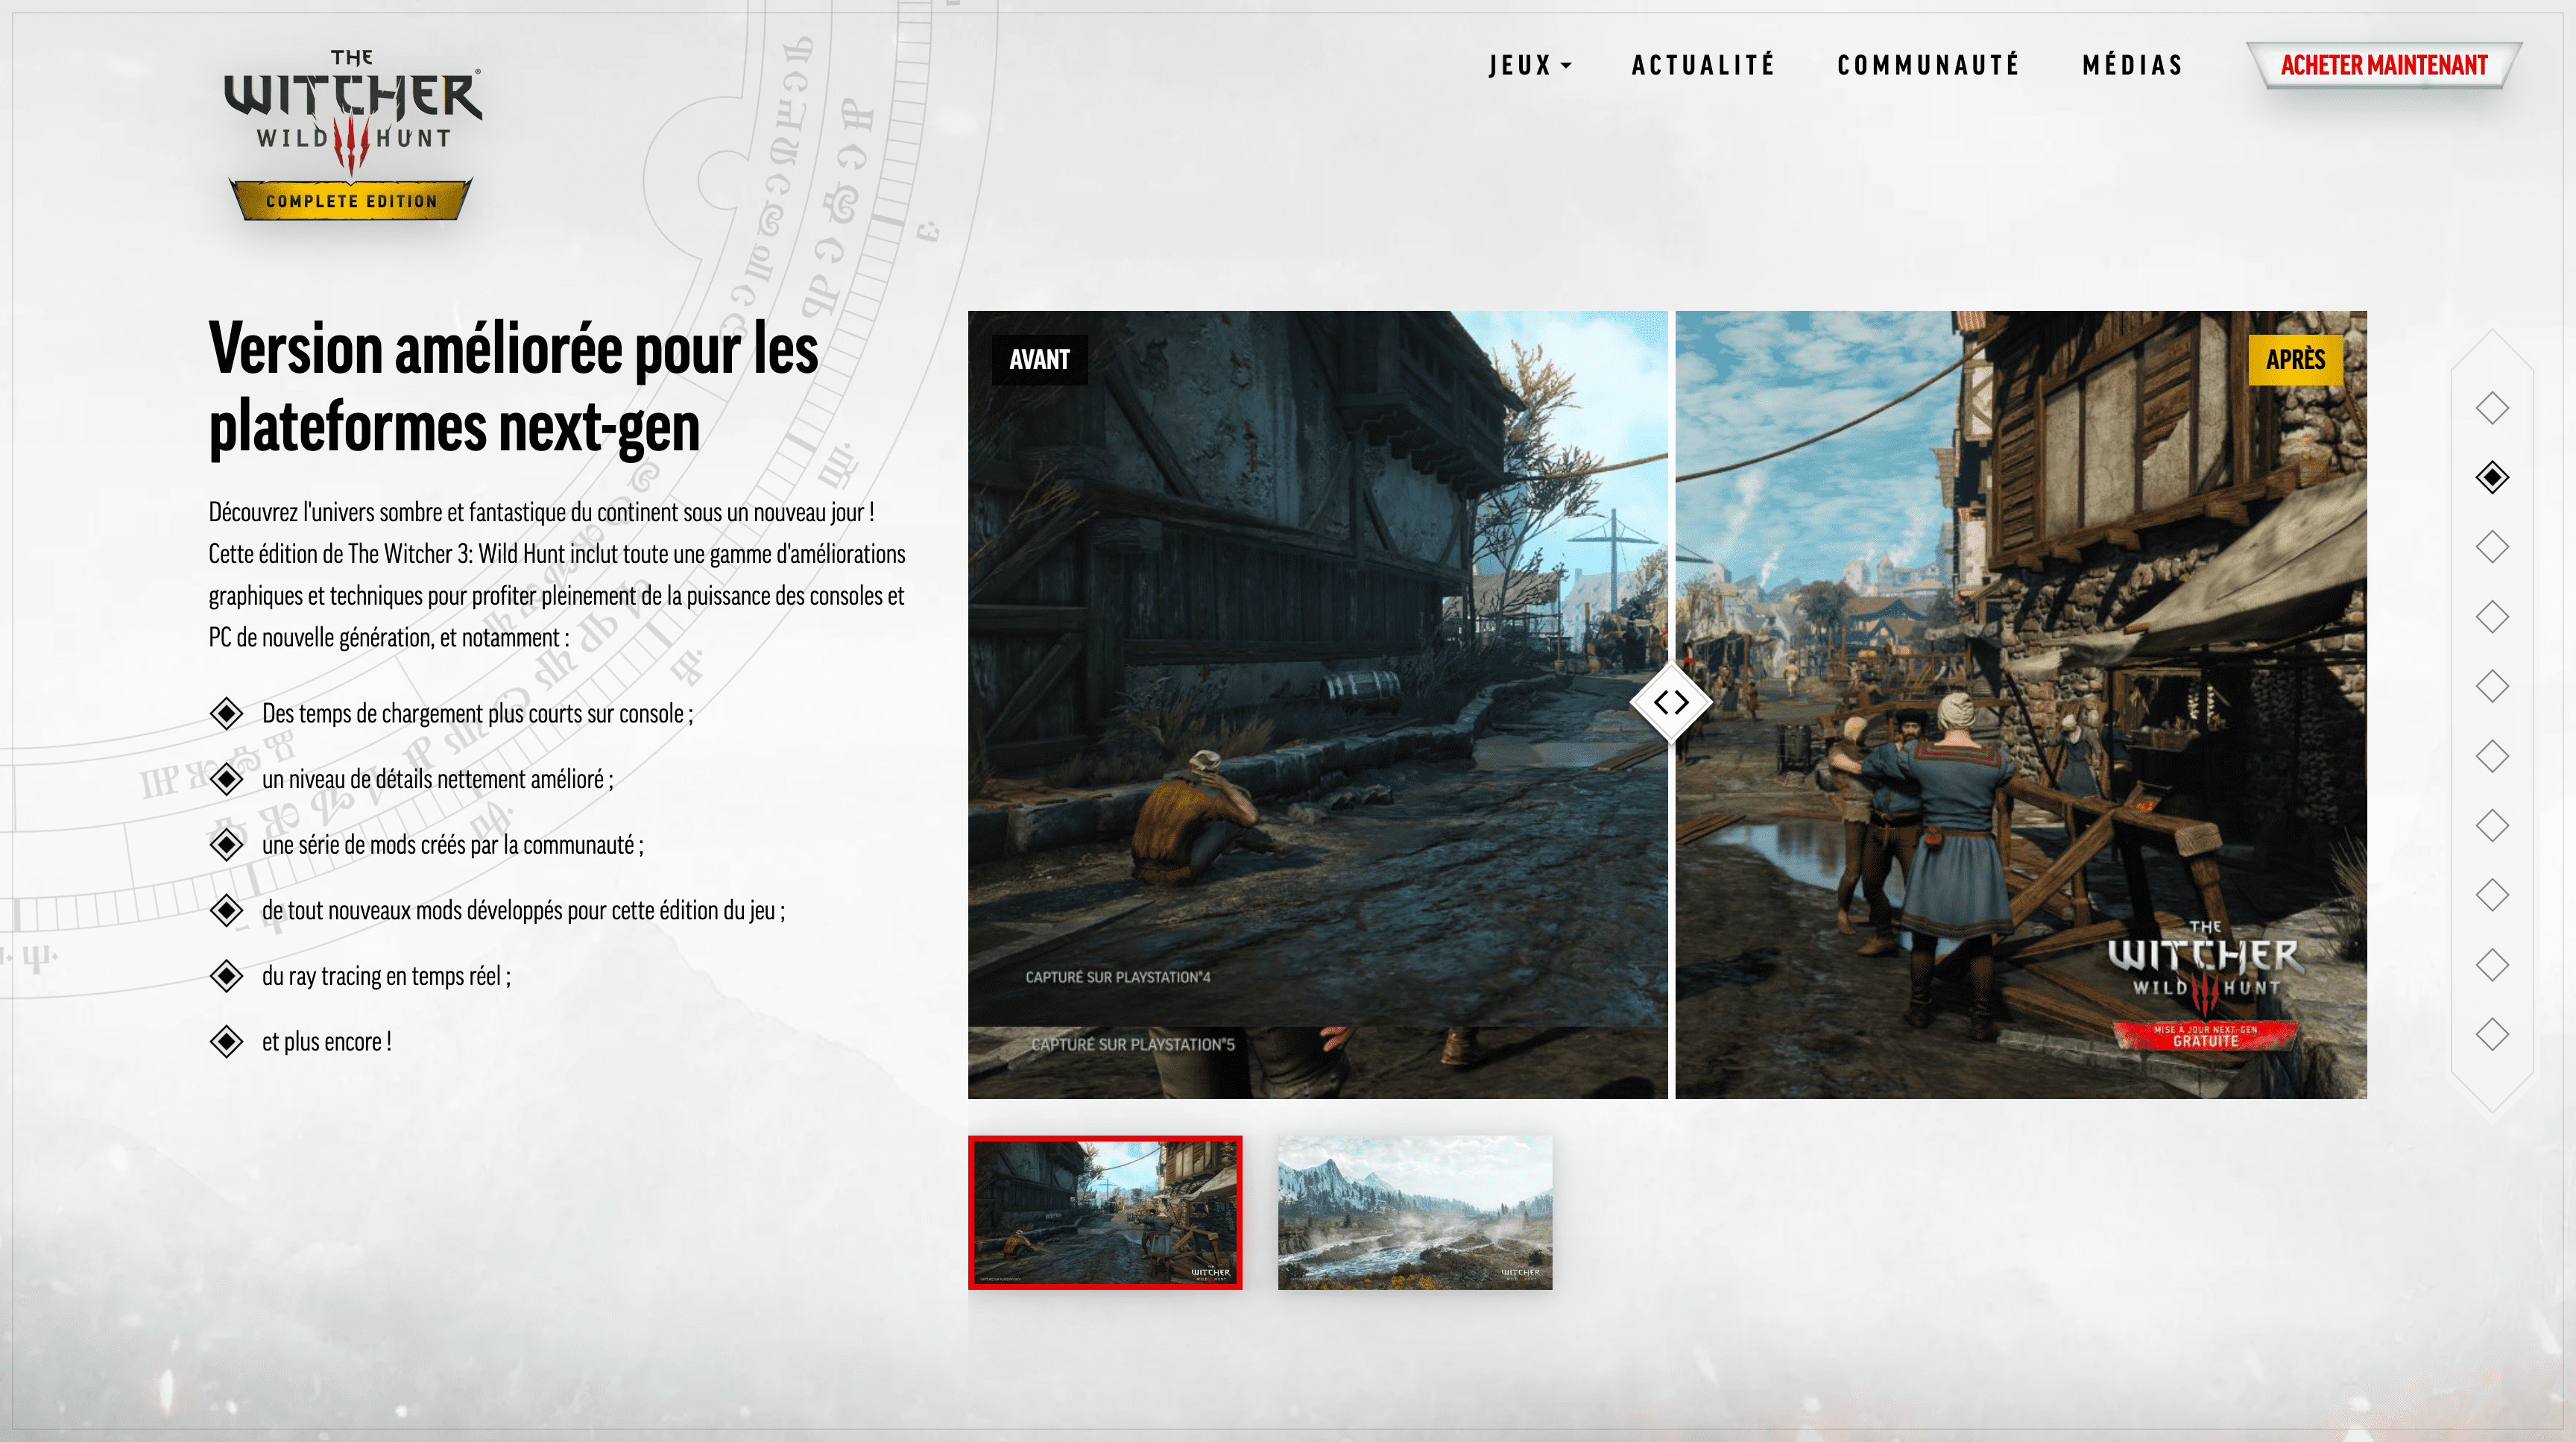 THE
WITCHER®
WILD HUNT
COMPLETE EDITION
JEUX
ACTUALITÉ
COMMUNAUTÉ
MÉDIAS
ACHETER MAINTENANT
Version améliorée pour les
plateformes next-gen
Découvrez l'univers sombre et fantastique du continent sous un nouveau jour !
Cette édition de The Witcher 3: Wild Hunt inclut toute une gamme d'améliorations
graphiques et techniques pour profiter pleinement de la puissance des consoles et
PC de nouvelle génération, et notamment :
Des temps de chargement plus courts sur console ;
un niveau de détails nettement amélioré ;
une série de mods créés par la communauté ;
de tout nouveaux mods développés pour cette édition du jeu ;
du ray tracing en temps réel ;
et plus encore !
AVANT
APRÈS
CAPTURÉ SUR PLAYSTATION®4
CAPTURÉ SUR PLAYSTATION®5
THE
WITCHER
WILD HUNT
MISE À JOUR NEXT-GEN
GRATUITE
WITCHER
WILD HUNT
WITCHER